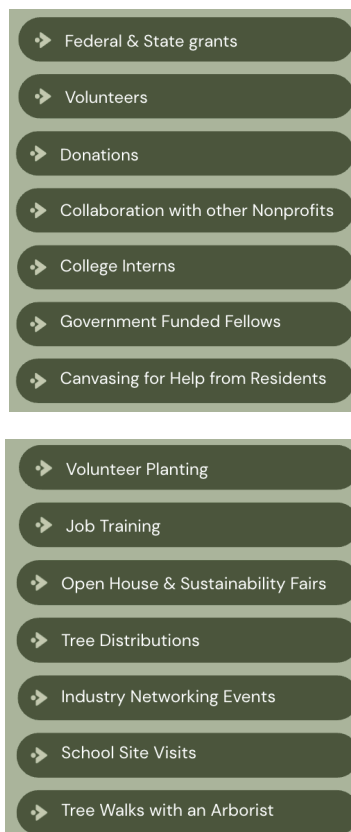 Federal & State grants
Volunteers
Donations
Collaboration with other Nonprofits
College Interns
Government Funded Fellows
Canvasing for Help from Residents
Volunteer Planting
Job Training
Open House & Sustainability Fairs
Tree Distributions
Industry Networking Events
School Site Visits
Tree Walks with an Arborist